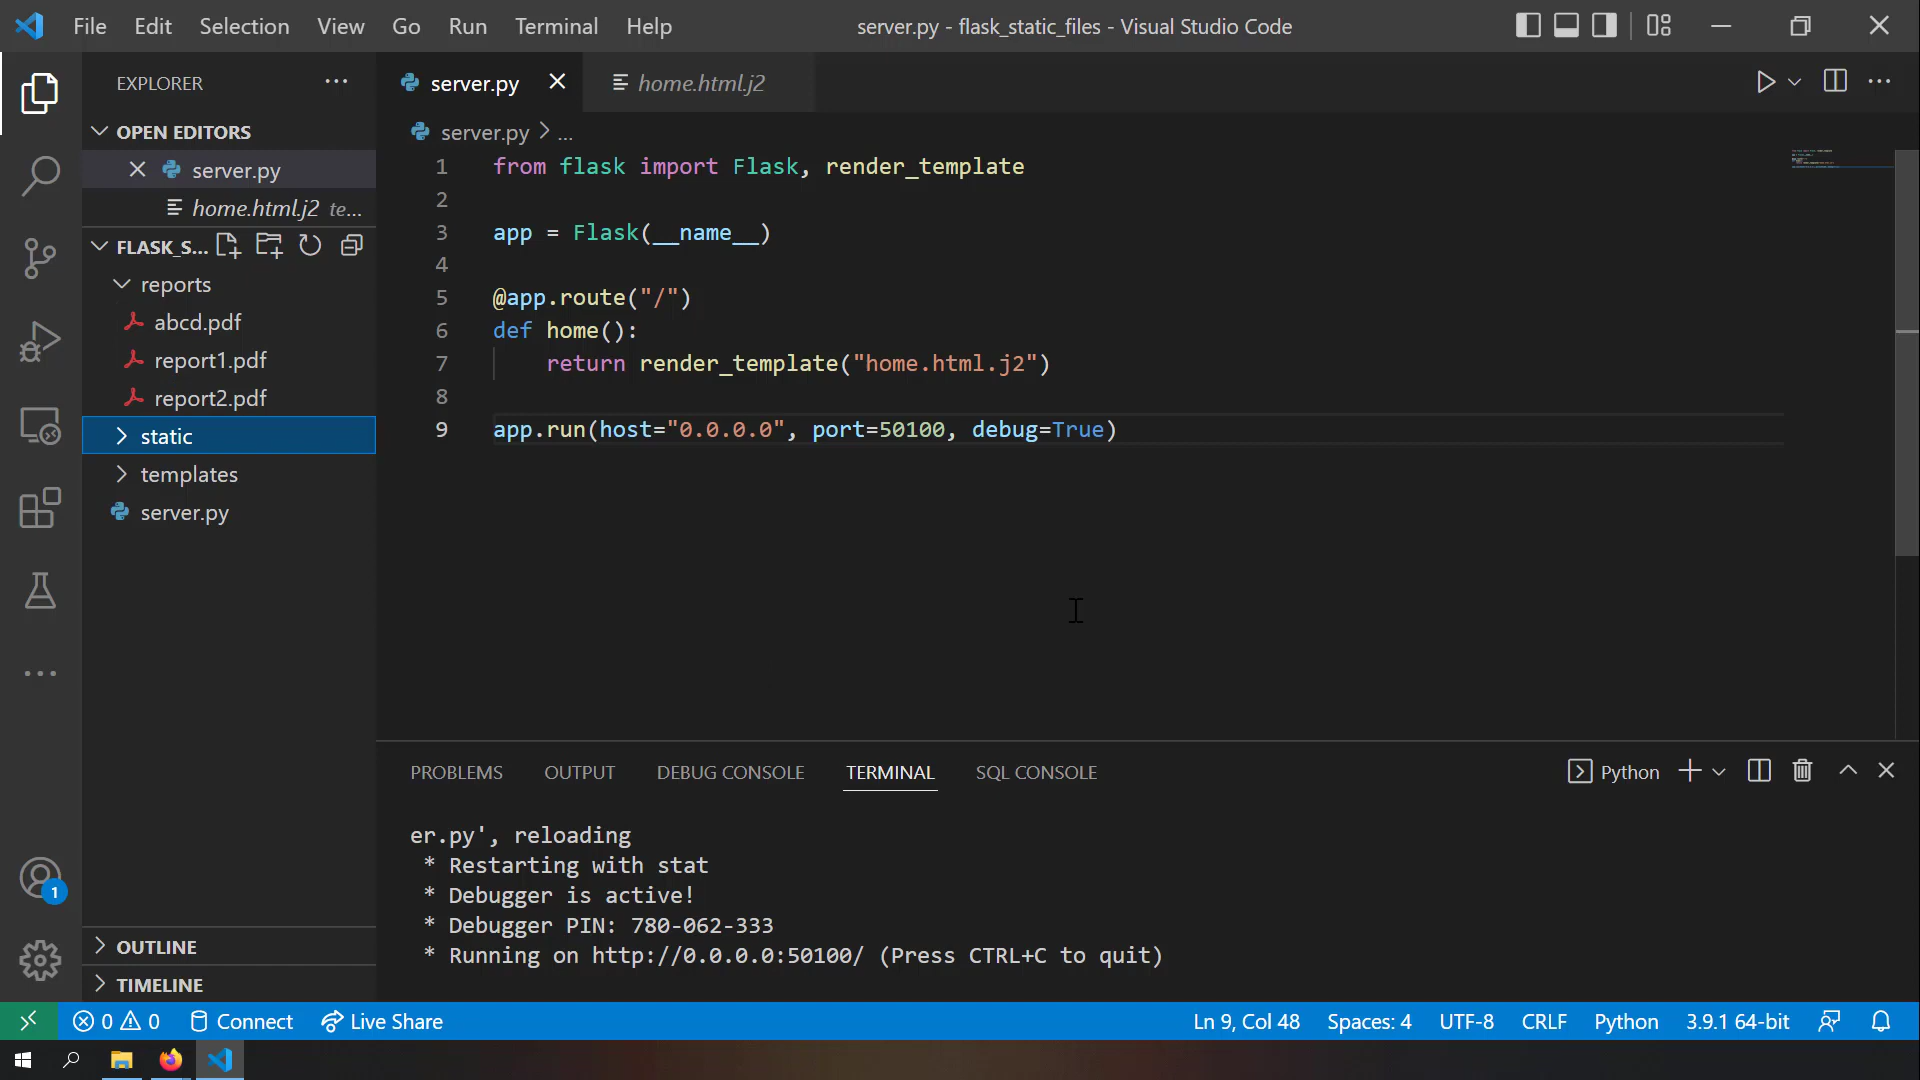 File Edit Selection View Go Run Terminal Help
server.py - flask_static_files - Visual Studio Code
EXPLORER
OPEN EDITORS
server.py
home.html.j2 te...
FLASK_S...
reports
abcd.pdf
report1.pdf
report2.pdf
static
templates
server.py
OUTLINE
TIMELINE
1
server.py
home.html.j2
server.py > ...
1 from flask import Flask, render_template
2
3 app = Flask(__name__)
4
5 @app.route("/")
6 def home():
7 return render_template("home.html.j2")
8
9 app.run(host="0.0.0.0", port=50100, debug=True)
PROBLEMS OUTPUT DEBUG CONSOLE TERMINAL SQL CONSOLE
Python
er.py', reloading
* Restarting with stat
* Debugger is active!
* Debugger PIN: 780-062-333
* Running on http://0.0.0.0:50100/ (Press CTRL+C to quit)
0 0 Connect Live Share
Ln 9, Col 48 Spaces: 4 UTF-8 CRLF Python 3.9.1 64-bit